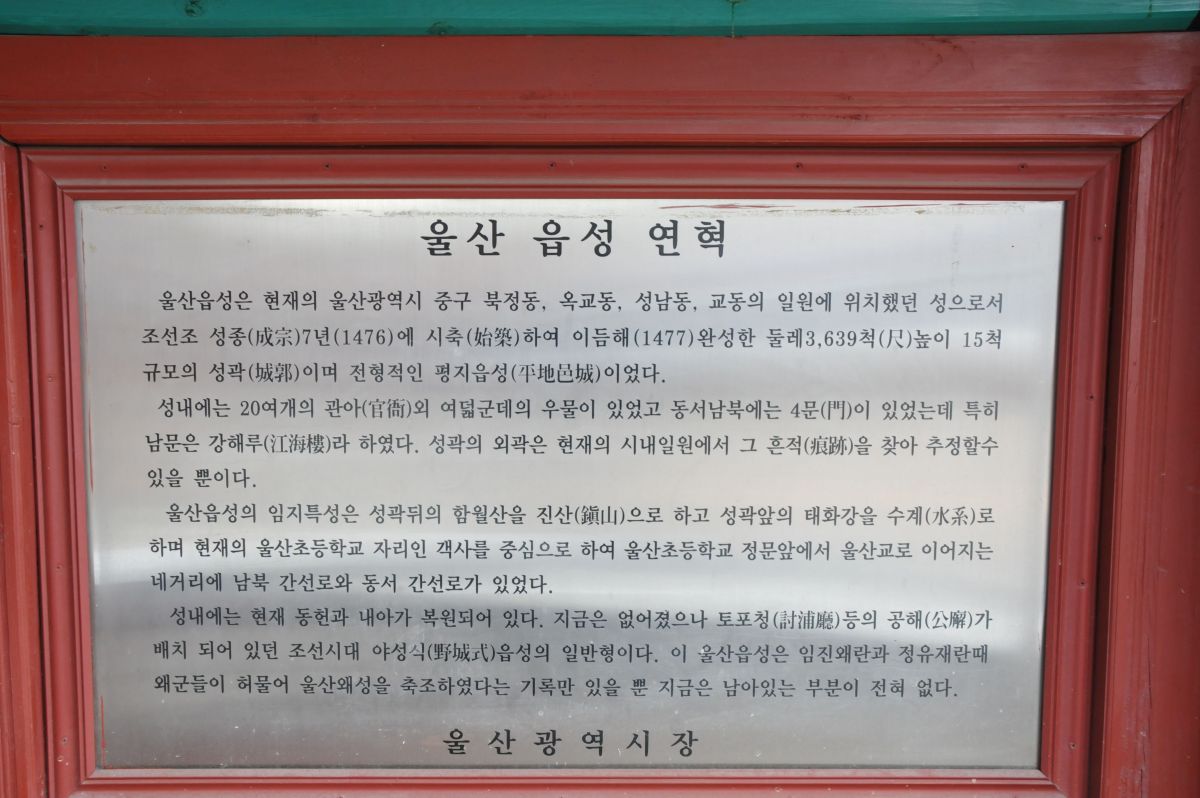 울산 읍성 연혁
울산읍성은 현재의 울산광역시 중구 북정동, 옥교동, 성남동, 교동의 일원에 위치했던 성으로서
조선조 성종(成宗)7년(1476)에 시축(始築)하여 이듬해(1477)완성한 둘레3,639척(尺)높이 15척
규모의 성곽(城郭)이며 전형적인 평지읍성(平地邑城)이었다.
성내에는 20여개의 관아(官衙)외 여덟군데의 우물이 있었고 동서남북에는 4문(門)이 있었는데 특히
남문은 강해루(江海樓)라 하였다. 성곽의 외곽은 현재의 시내일원에서 그 흔적(痕跡)을 찾아 추정할수
있을 뿐이다.
울산읍성의 임지특성은 성곽뒤의 함월산을 진산(鎭山)으로 하고 성곽앞의 태화강을 수계(水系)로
하며 현재의 울산초등학교 자리인 객사를 중심으로 하여 울산초등학교 정문앞에서 울산교로 이어지는
네거리에 남북 간선로와 동서 간선로가 있었다.
성내에는 현재 동헌과 내아가 복원되어 있다. 지금은 없어졌으나 토포청(討浦廳)등의 공해(公廨)가
배치 되어 있던 조선시대 야성식(野城式)읍성의 일반형이다. 이 울산읍성은 임진왜란과 정유재란때
왜군들이 허물어 울산왜성을 축조하였다는 기록만 있을 뿐 지금은 남아있는 부분이 전혀 없다.
울산광역시장